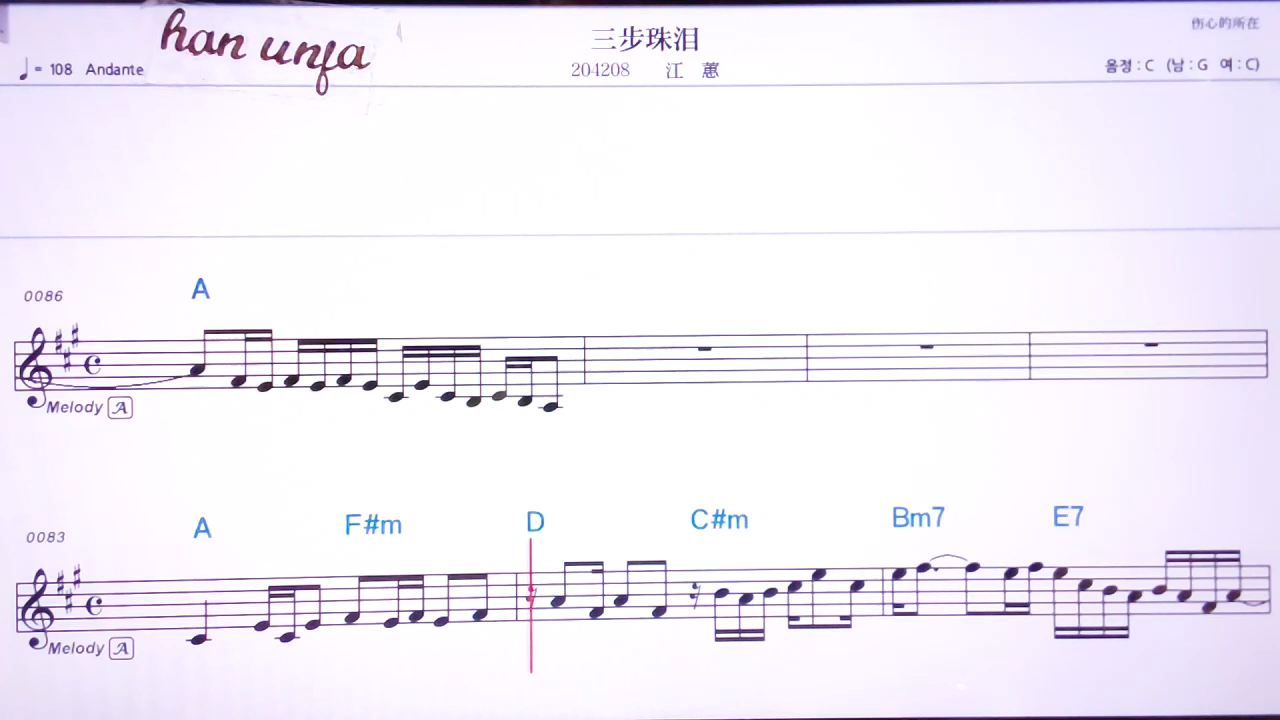 han unfa
三步珠泪
伤心的所在
♩= 108 Andante
204208 江 蕙
음정 : C (남 : G 여 : C)
A
0086
Melody A
A F#m D C#m Bm7 E7
0083
Melody A